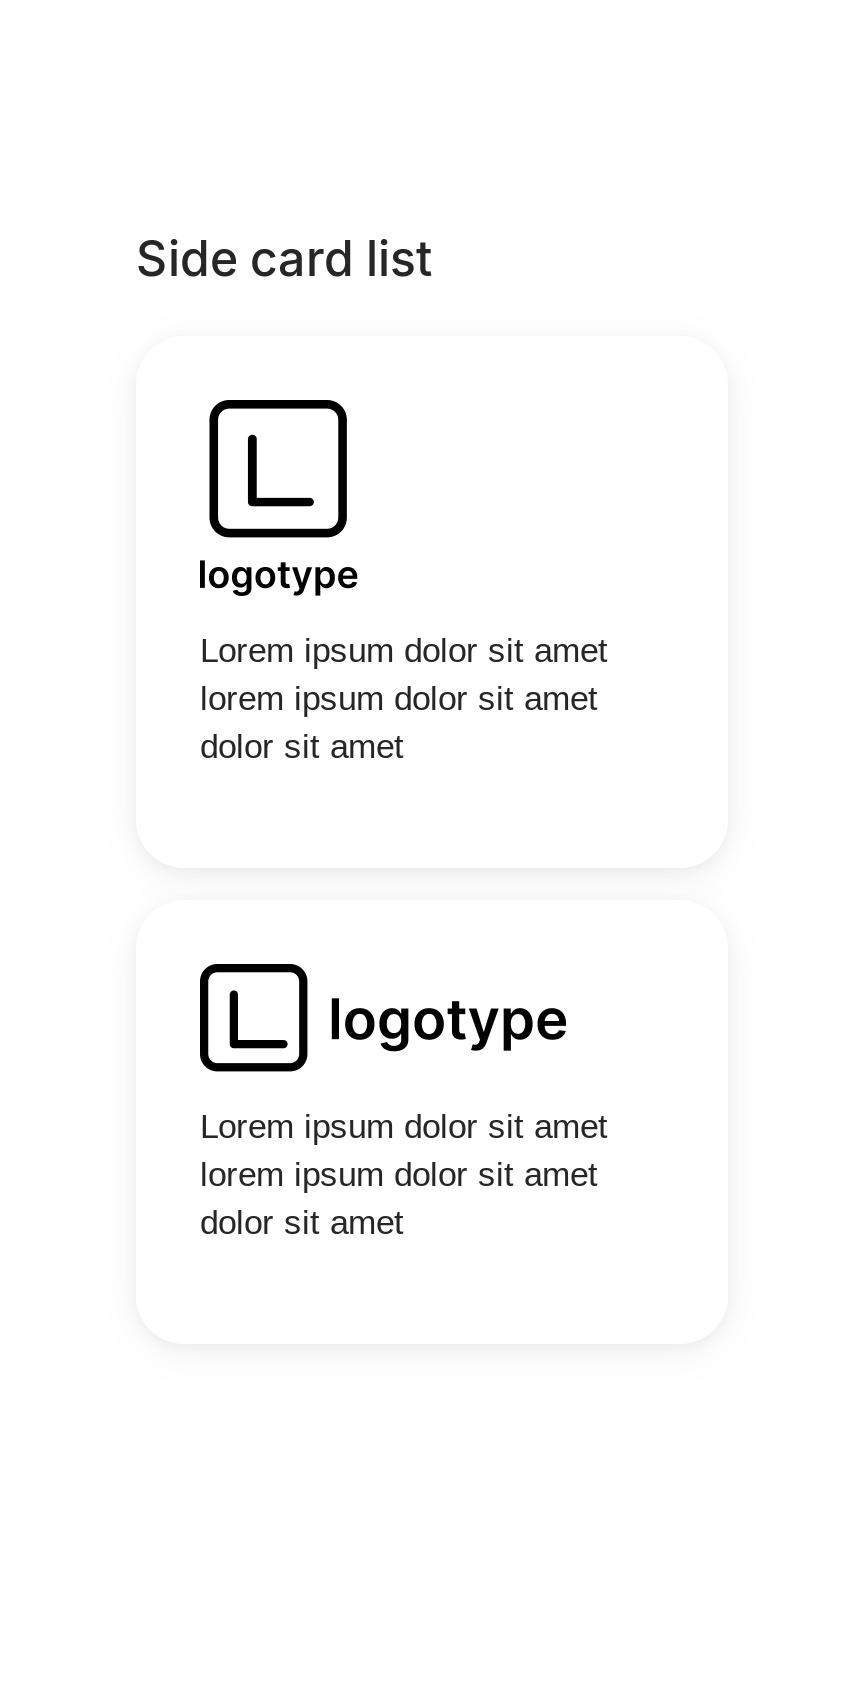 Side card list
L
logotype
Lorem ipsum dolor sit amet
lorem ipsum dolor sit amet
dolor sit amet
L logotype
Lorem ipsum dolor sit amet
lorem ipsum dolor sit amet
dolor sit amet